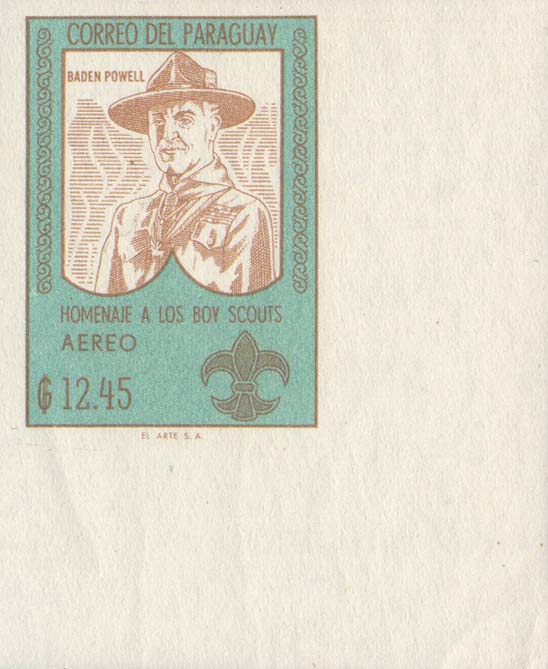 CORREO DEL PARAGUAY
BADEN POWELL
HOMENAJE A LOS BOY SCOUTS
AEREO
₲ 12.45
EL ARTE S. A.